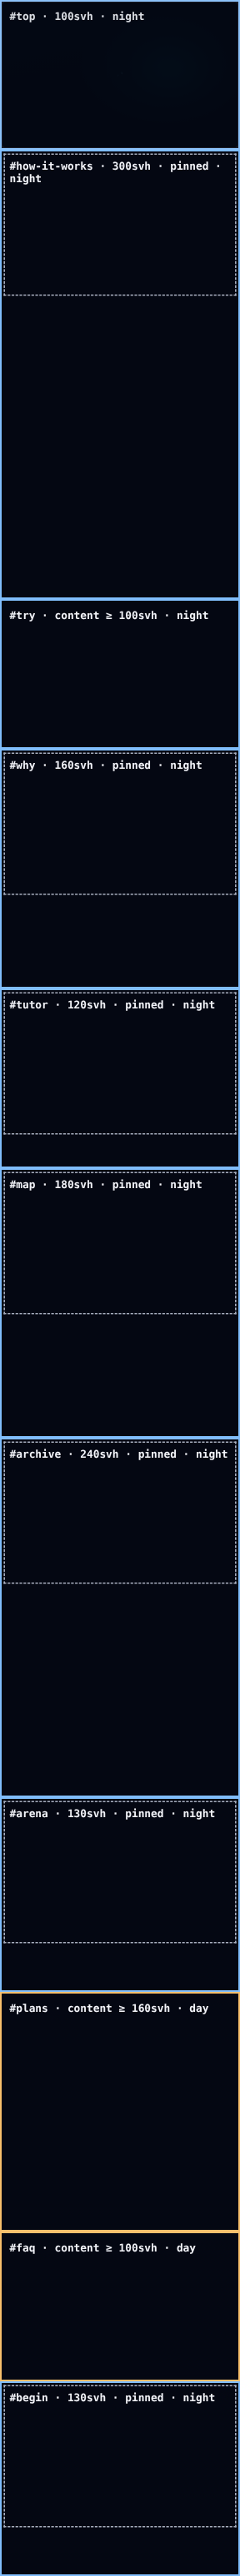 #top · 100svh · night
#how-it-works · 300svh · pinned ·
night
#try · content ≥ 100svh · night
#why · 160svh · pinned · night
#tutor · 120svh · pinned · night
#map · 180svh · pinned · night
#archive · 240svh · pinned · night
#arena · 130svh · pinned · night
#plans · content ≥ 160svh · day
#faq · content ≥ 100svh · day
#begin · 130svh · pinned · night